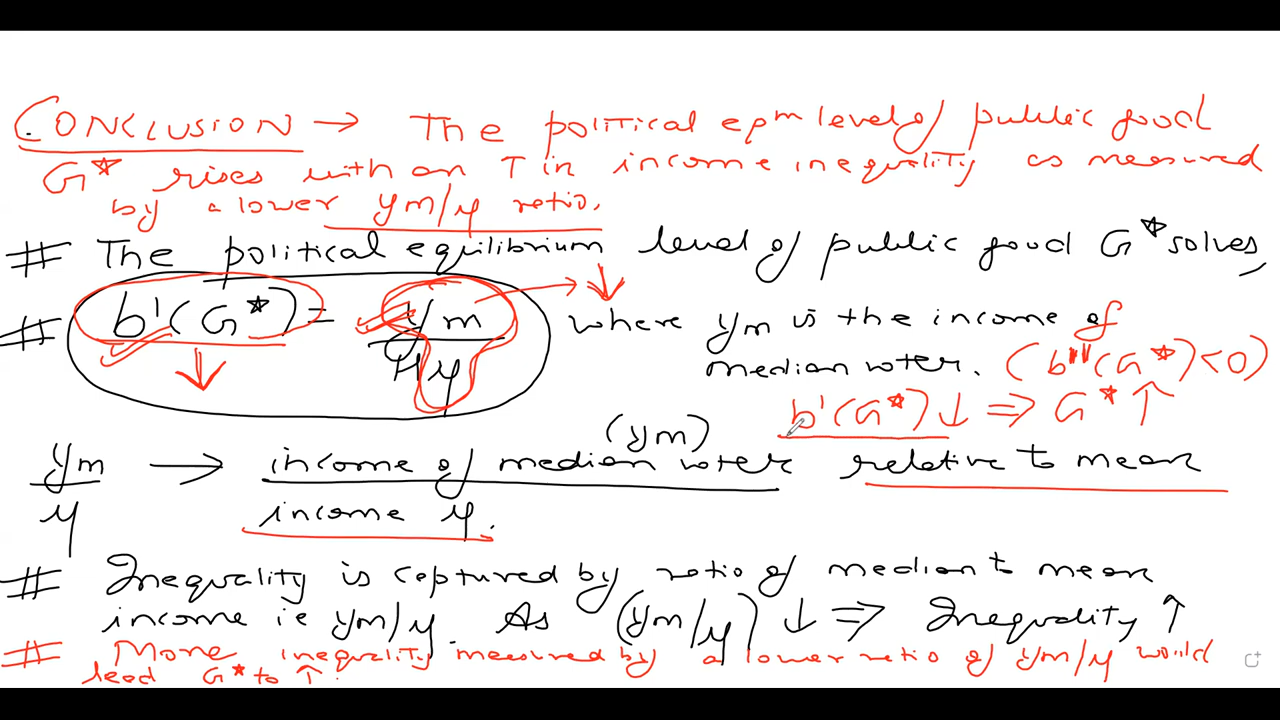 CONCLUSION → The political eqm level of public good
G* rises with an ↑ in income inequality as measured
by a lower ym/y ratio.
# The political equilibrium level of public good G* solves,
# b'(G*) = ym/Hy → ↓ where ym is the income of
↓ median voter. (b''(G*) < 0)
b'(G*) ↓ ⇒ G* ↑
(ym)
ym/y → income of median voter relative to mean
income y.
# Inequality is captured by ratio of median to mean
income ie ym/y. As (ym/y) ↓ ⇒ Inequality ↑
# More inequality measured by a lower ratio of ym/y would
lead G* to ↑.